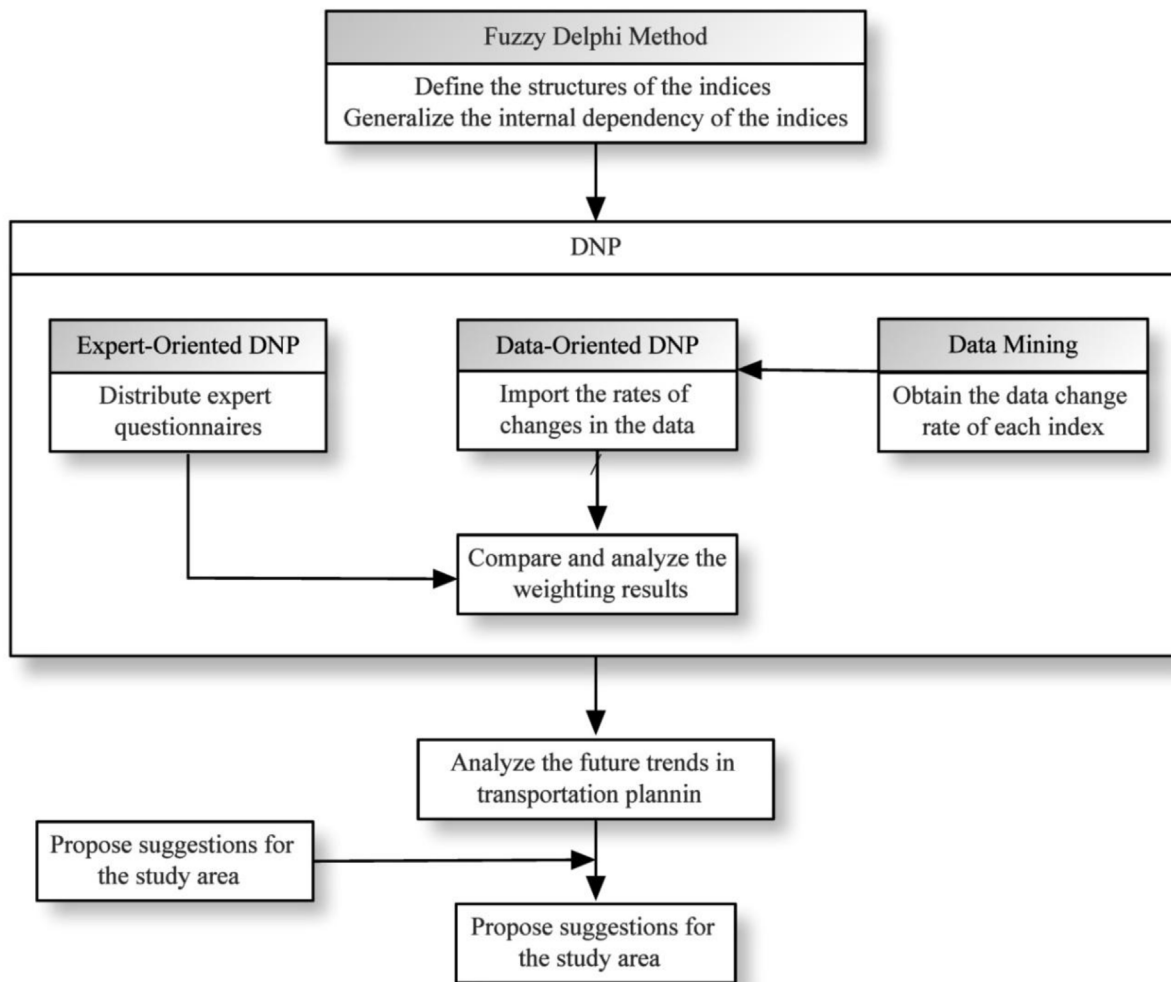 Fuzzy Delphi Method
Define the structures of the indices
Generalize the internal dependency of the indices
DNP
Expert-Oriented DNP
Distribute expert
questionnaires
Data-Oriented DNP
Import the rates of
changes in the data
Data Mining
Obtain the data change
rate of each index
Compare and analyze the
weighting results
Analyze the future trends in
transportation plannin
Propose suggestions for
the study area
Propose suggestions for
the study area